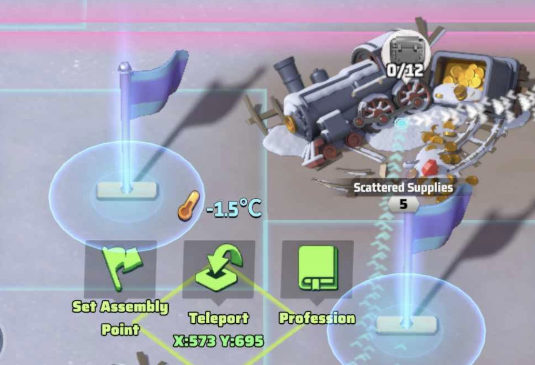 0/12
Scattered Supplies
5
-1.5°C
Set Assembly
Point
Teleport
X:573 Y:695
Profession